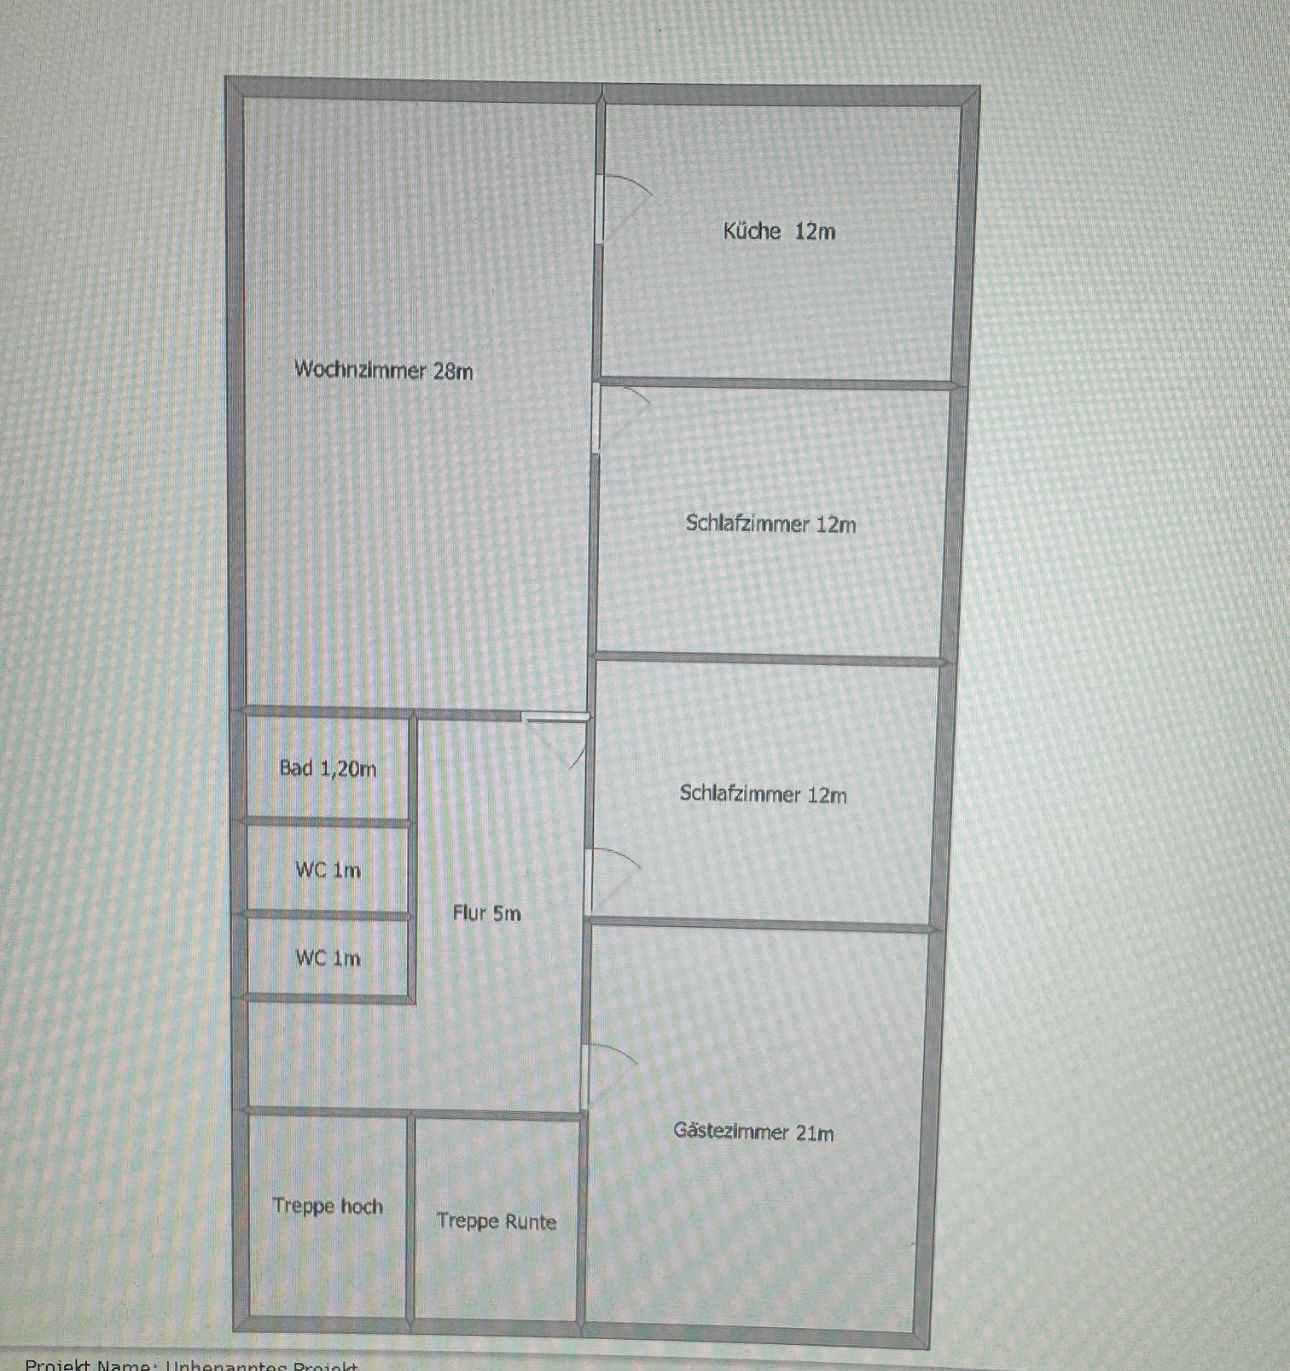 Küche 12m
Wochnzimmer 28m
Schlafzimmer 12m
Bad 1,20m
Schlafzimmer 12m
WC 1m
Flur 5m
WC 1m
Gästezimmer 21m
Treppe hoch
Treppe Runte
Projekt Name: Unbenanntes Projekt